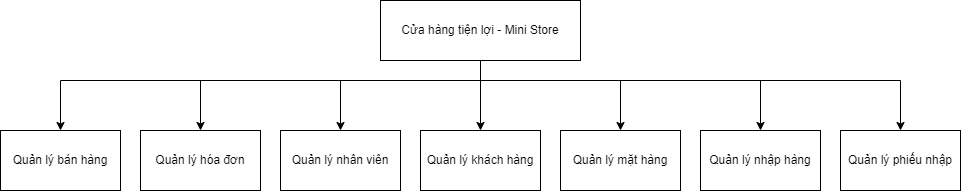 Cửa hàng tiện lợi - Mini Store
Quản lý bán hàng
Quản lý hóa đơn
Quản lý nhân viên
Quản lý khách hàng
Quản lý mặt hàng
Quản lý nhập hàng
Quản lý phiếu nhập